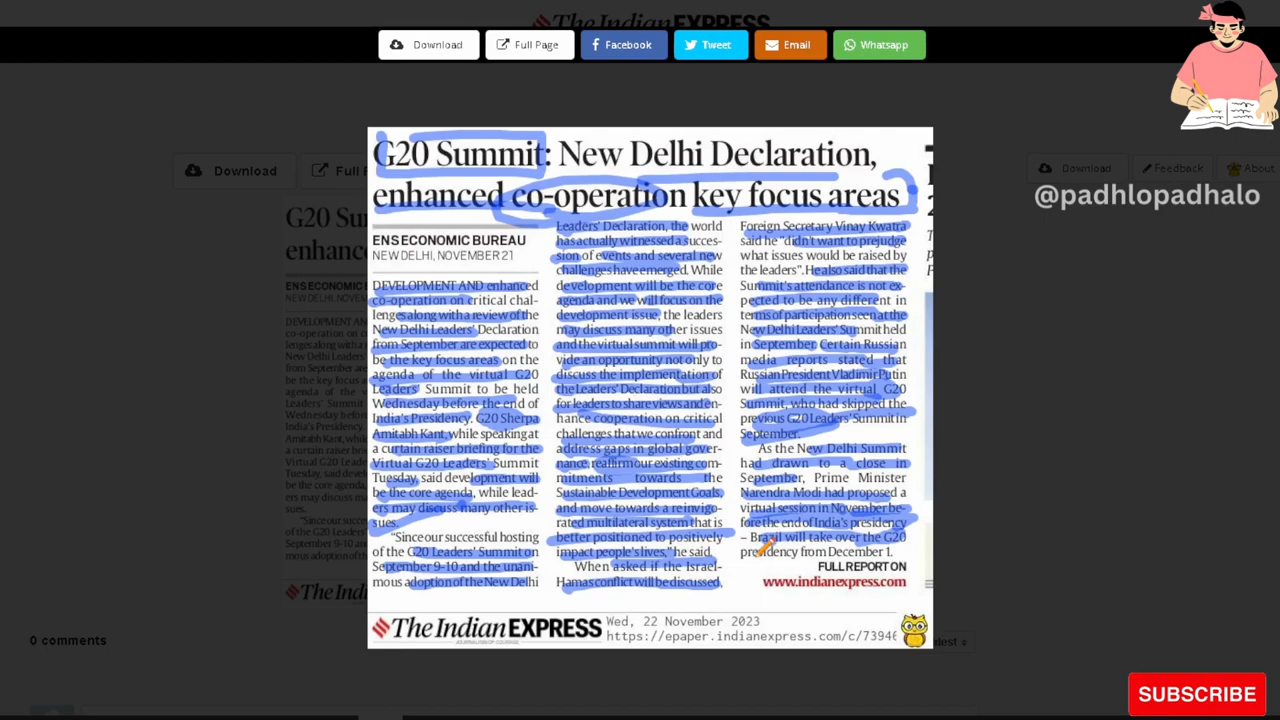 The Indian EXPRESS
Download
Full Page
Facebook
Tweet
Email
Whatsapp
Download
Full
Download
Feedback
About
@padhlopadhalo
G20 Summit: New Delhi Declaration,
enhanced co-operation key focus areas
ENS ECONOMIC BUREAU
NEW DELHI, NOVEMBER 21
DEVELOPMENT AND enhanced
co-operation on critical chal-
lenges along with a review of the
New Delhi Leaders' Declaration
from September are expected to
be the key focus areas on the
agenda of the virtual G20
Leaders' Summit to be held
Wednesday before the end of
India's Presidency. G20 Sherpa
Amitabh Kant, while speaking at
a curtain raiser briefing for the
Virtual G20 Leaders' Summit
Tuesday, said development will
be the core agenda, while lead-
ers may discuss many other is-
sues.
"Since our successful hosting
of the G20 Leaders' Summit on
September 9-10 and the unani-
mous adoption of the New Delhi
Leaders' Declaration, the world
has actually witnessed a succes-
sion of events and several new
challenges have emerged. While
development will be the core
agenda and we will focus on the
development issue, the leaders
may discuss many other issues
and the virtual summit will pro-
vide an opportunity not only to
discuss the implementation of
the Leaders' Declaration but also
for leaders to share views and en-
hance cooperation on critical
challenges that we confront and
address gaps in global gover-
nance, reaffirm our existing com-
mitments towards the
Sustainable Development Goals,
and move towards a reinvigo-
rated multilateral system that is
better positioned to positively
impact people's lives," he said.
When asked if the Israel-
Hamas conflict will be discussed,
Foreign Secretary Vinay Kwatra
said he "didn't want to prejudge
what issues would be raised by
the leaders". He also said that the
Summit's attendance is not ex-
pected to be any different in
terms of participation seen at the
New Delhi Leaders' Summit held
in September. Certain Russian
media reports stated that
Russian President Vladimir Putin
will attend the virtual G20
Summit, who had skipped the
previous G20 Leaders' Summit in
September.
As the New Delhi Summit
had drawn to a close in
September, Prime Minister
Narendra Modi had proposed a
virtual session in November be-
fore the end of India's presidency
– Brazil will take over the G20
presidency from December 1.
FULL REPORT ON
www.indianexpress.com
The Indian EXPRESS
JOURNALISM OF COURAGE
Wed, 22 November 2023
https://epaper.indianexpress.com/c/7394
0 comments
SUBSCRIBE